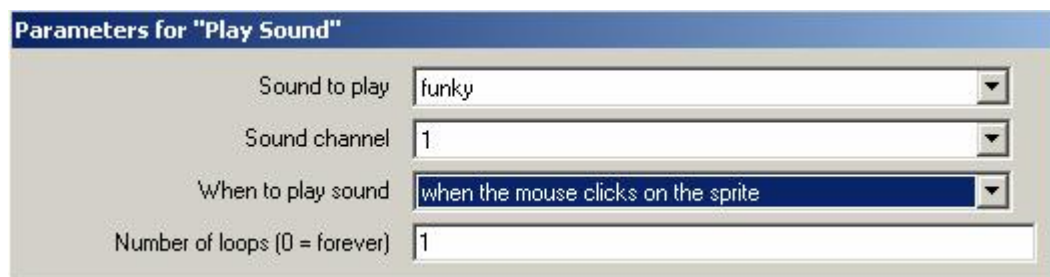 Parameters for "Play Sound"
Sound to play funky
Sound channel 1
When to play sound when the mouse clicks on the sprite
Number of loops (0 = forever) 1